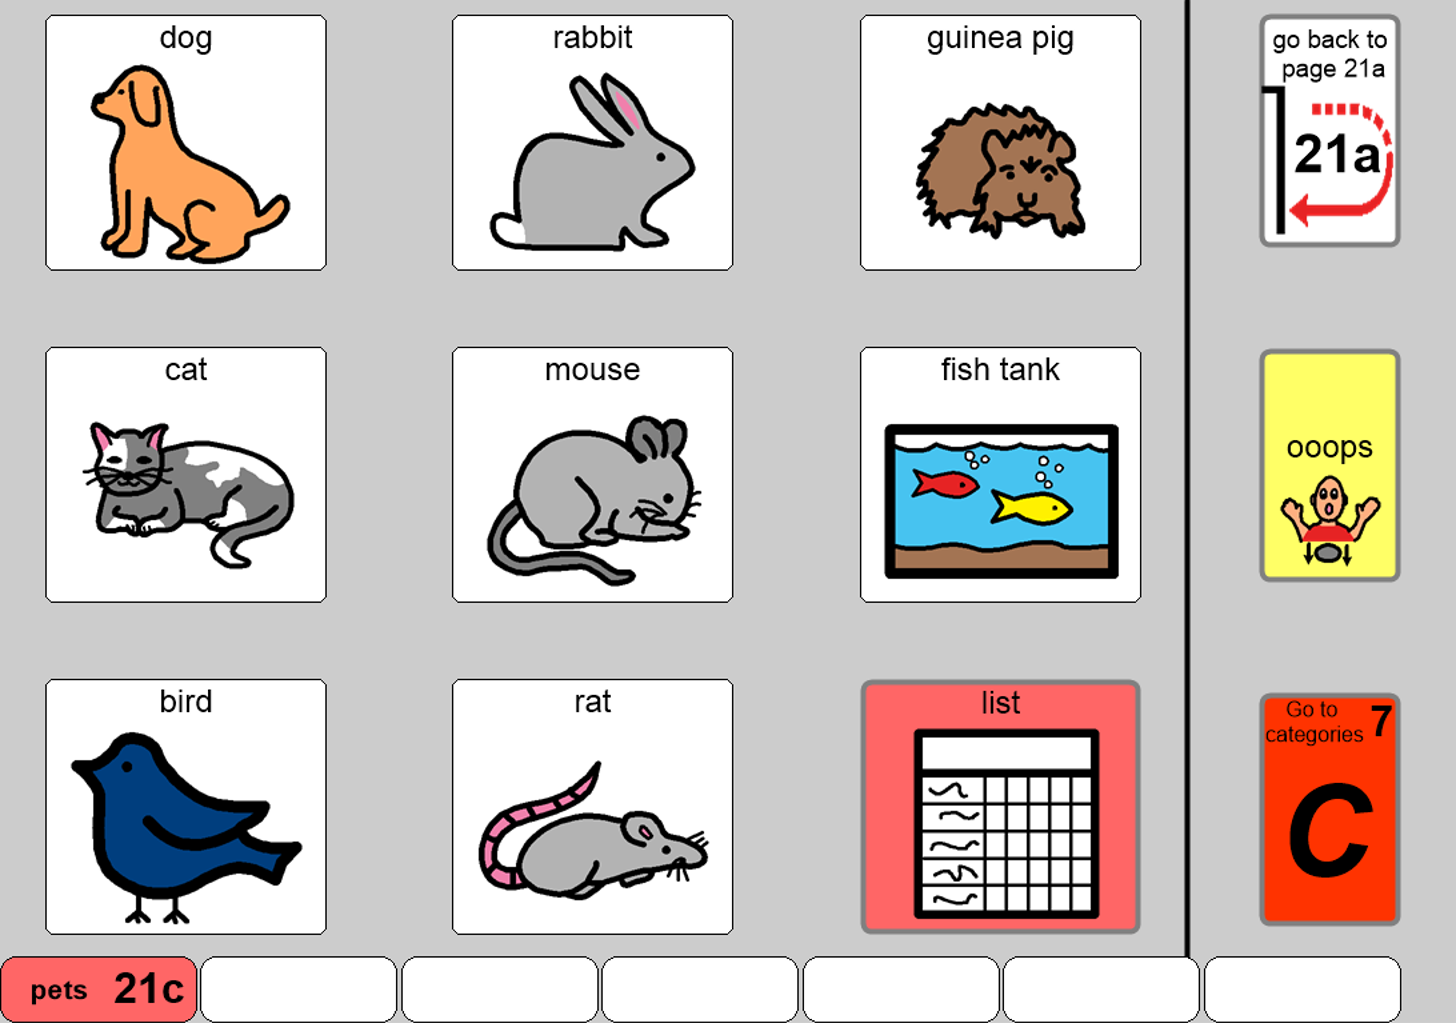 dog
rabbit
guinea pig
go back to
page 21a
21a
cat
mouse
fish tank
ooops
bird
rat
list
Go to
categories 7
C
pets 21c